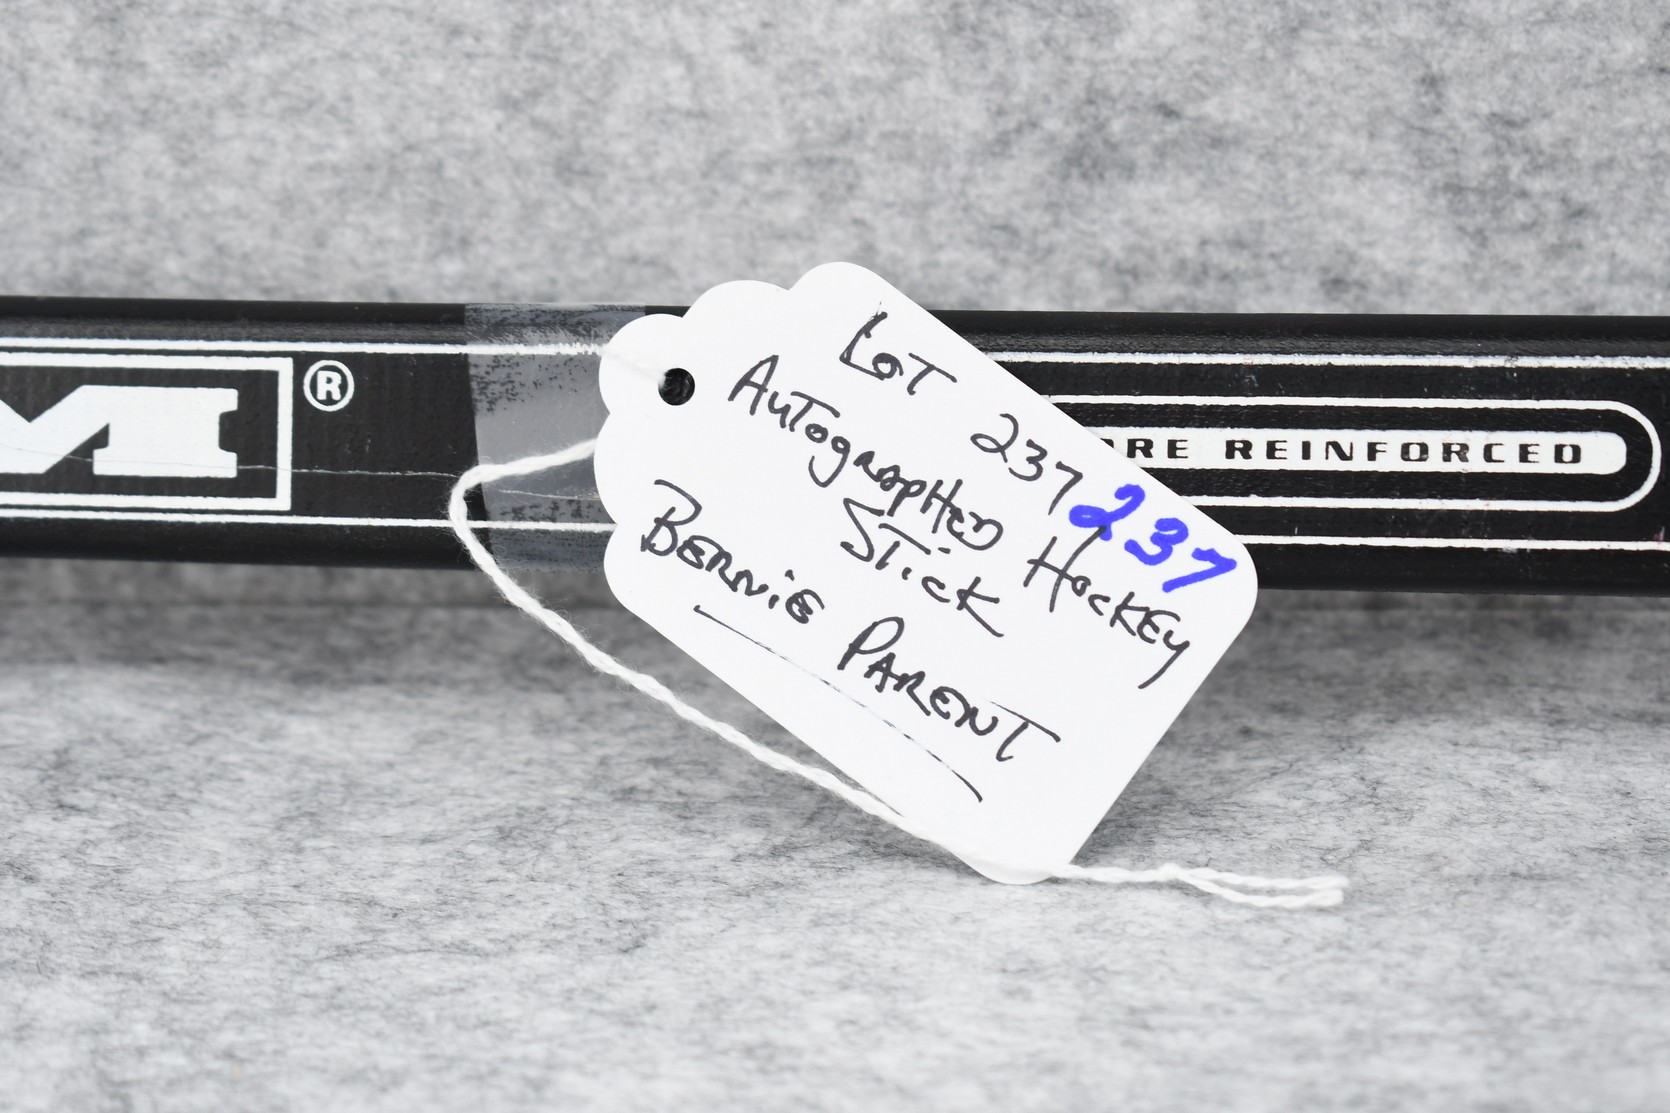 M ®
RE REINFORCED
LOT 237
237
AUTOGRAPHED HOCKEY
STICK
BERNIE PARENT